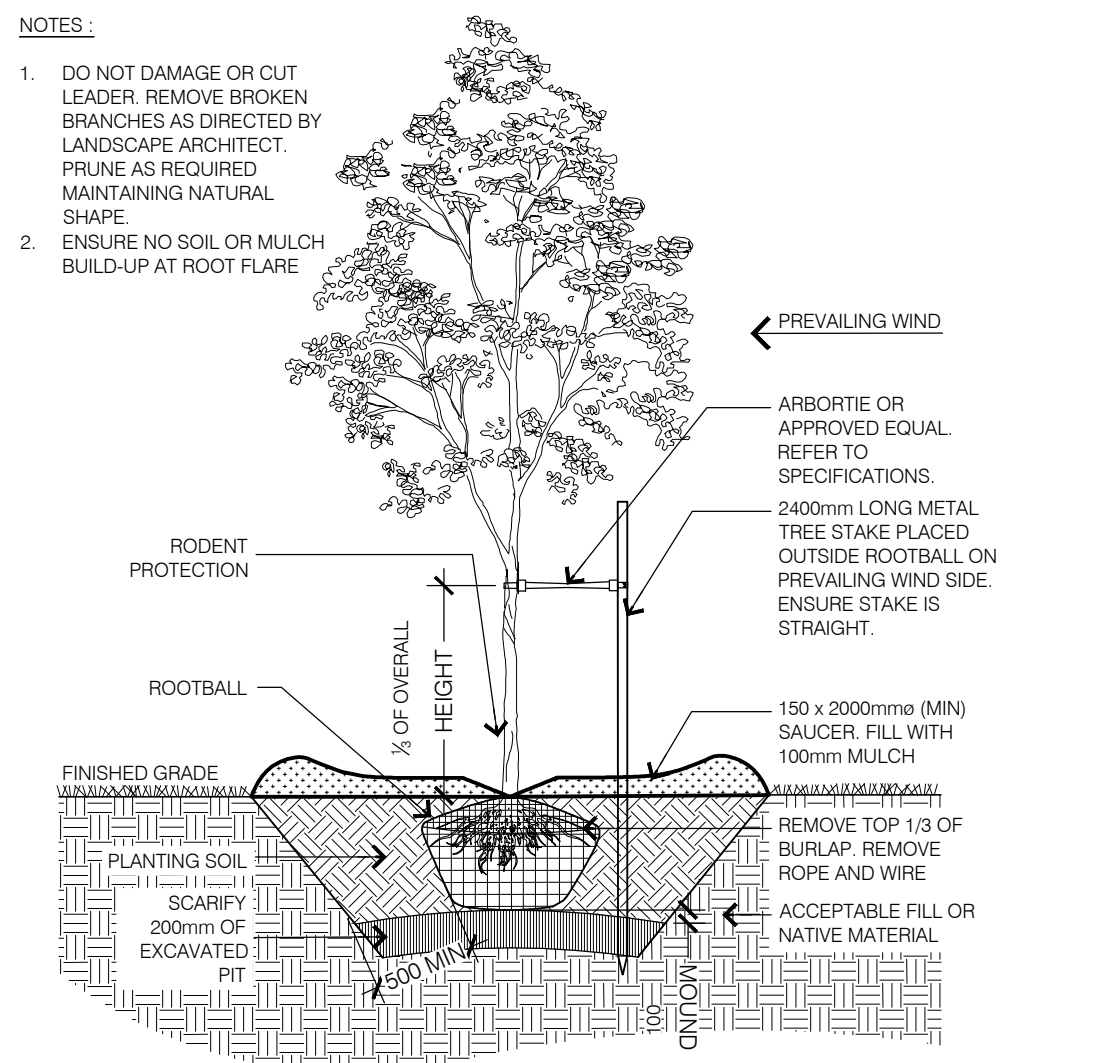 NOTES :
1. DO NOT DAMAGE OR CUT
LEADER. REMOVE BROKEN
BRANCHES AS DIRECTED BY
LANDSCAPE ARCHITECT.
PRUNE AS REQUIRED
MAINTAINING NATURAL
SHAPE.
2. ENSURE NO SOIL OR MULCH
BUILD-UP AT ROOT FLARE
PREVAILING WIND
ARBORTIE OR
APPROVED EQUAL.
REFER TO
SPECIFICATIONS.
2400mm LONG METAL
TREE STAKE PLACED
OUTSIDE ROOTBALL ON
PREVAILING WIND SIDE.
ENSURE STAKE IS
STRAIGHT.
RODENT
PROTECTION
⅓ OF OVERALL
HEIGHT
ROOTBALL
150 x 2000mmø (MIN)
SAUCER. FILL WITH
100mm MULCH
FINISHED GRADE
REMOVE TOP 1/3 OF
BURLAP. REMOVE
ROPE AND WIRE
PLANTING SOIL
SCARIFY
200mm OF
EXCAVATED
PIT
ACCEPTABLE FILL OR
NATIVE MATERIAL
500 MIN
100
MOUND